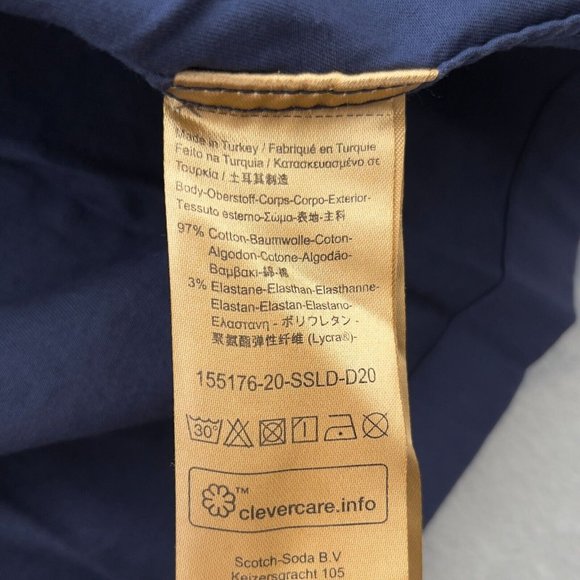 Made in Turkey / Fabriqué en Turquie
Feito na Turquia / Κατασκευασμένο σε
Τουρκία / 土耳其制造
Body-Oberstoff-Corps-Corpo-Exterior-
Tessuto esterno-Σώμα-表地-主料
97% Cotton-Baumwolle-Coton-
Algodon-Cotone-Algodão-
Βαμβακι-綿-棉
3% Elastane-Elasthan-Elasthanne-
Elastan-Elastan-Elastano-
Ελαστανη - ポリウレタン -
聚氨酯弹性纤维 (Lycra®)-
155176-20-SSLD-D20
30°
TM
clevercare.info
Scotch-Soda B.V
Keizersgracht 105